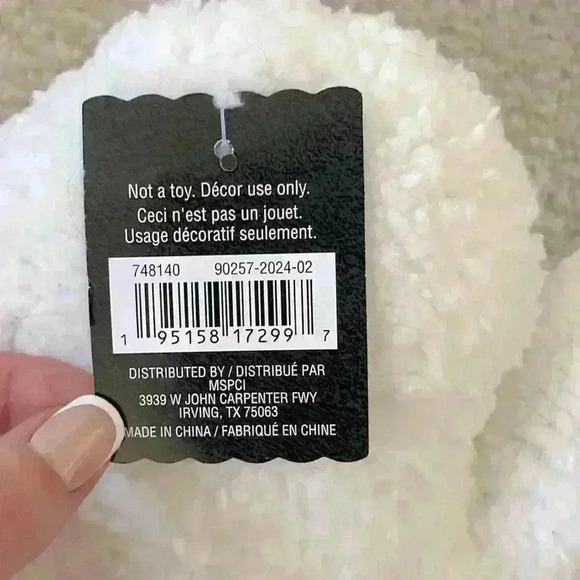 Not a toy. Décor use only.
Ceci n'est pas un jouet.
Usage décoratif seulement.
748140 90257-2024-02
1 95158 17299 7
DISTRIBUTED BY / DISTRIBUÉ PAR
MSPCI
3939 W JOHN CARPENTER FWY
IRVING, TX 75063
MADE IN CHINA / FABRIQUÉ EN CHINE